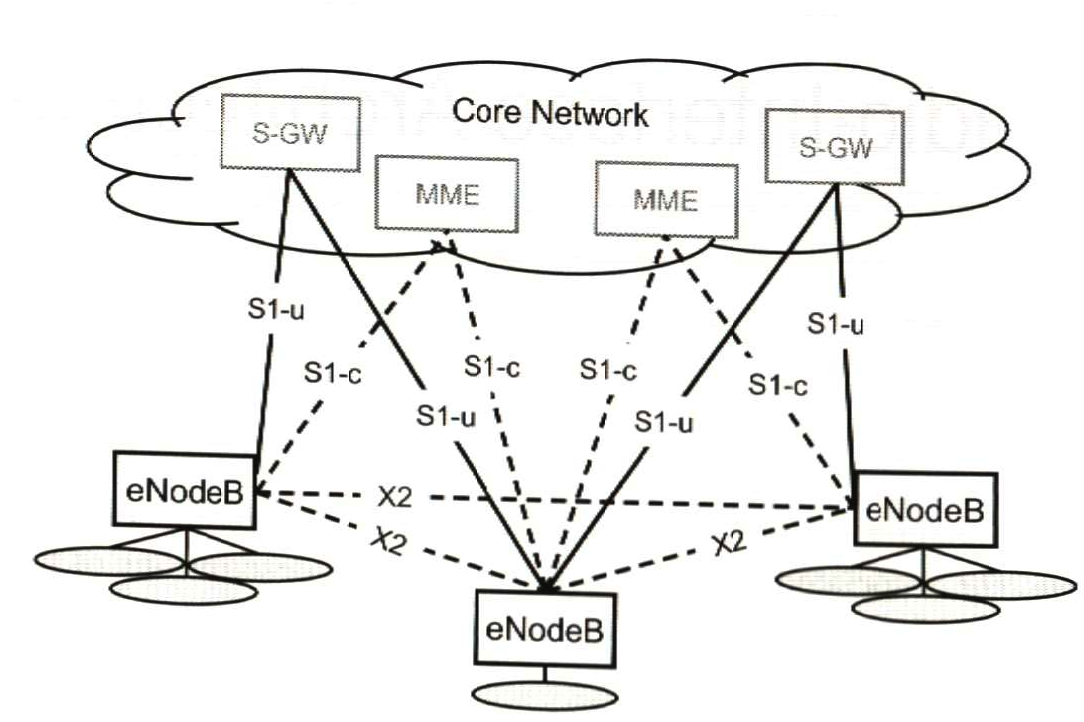 Core Network
S-GW
S-GW
MME
MME
S1-u
S1-u
S1-c
S1-c
S1-c
S1-c
S1-u
S1-u
eNodeB
X2
eNodeB
X2
X2
eNodeB